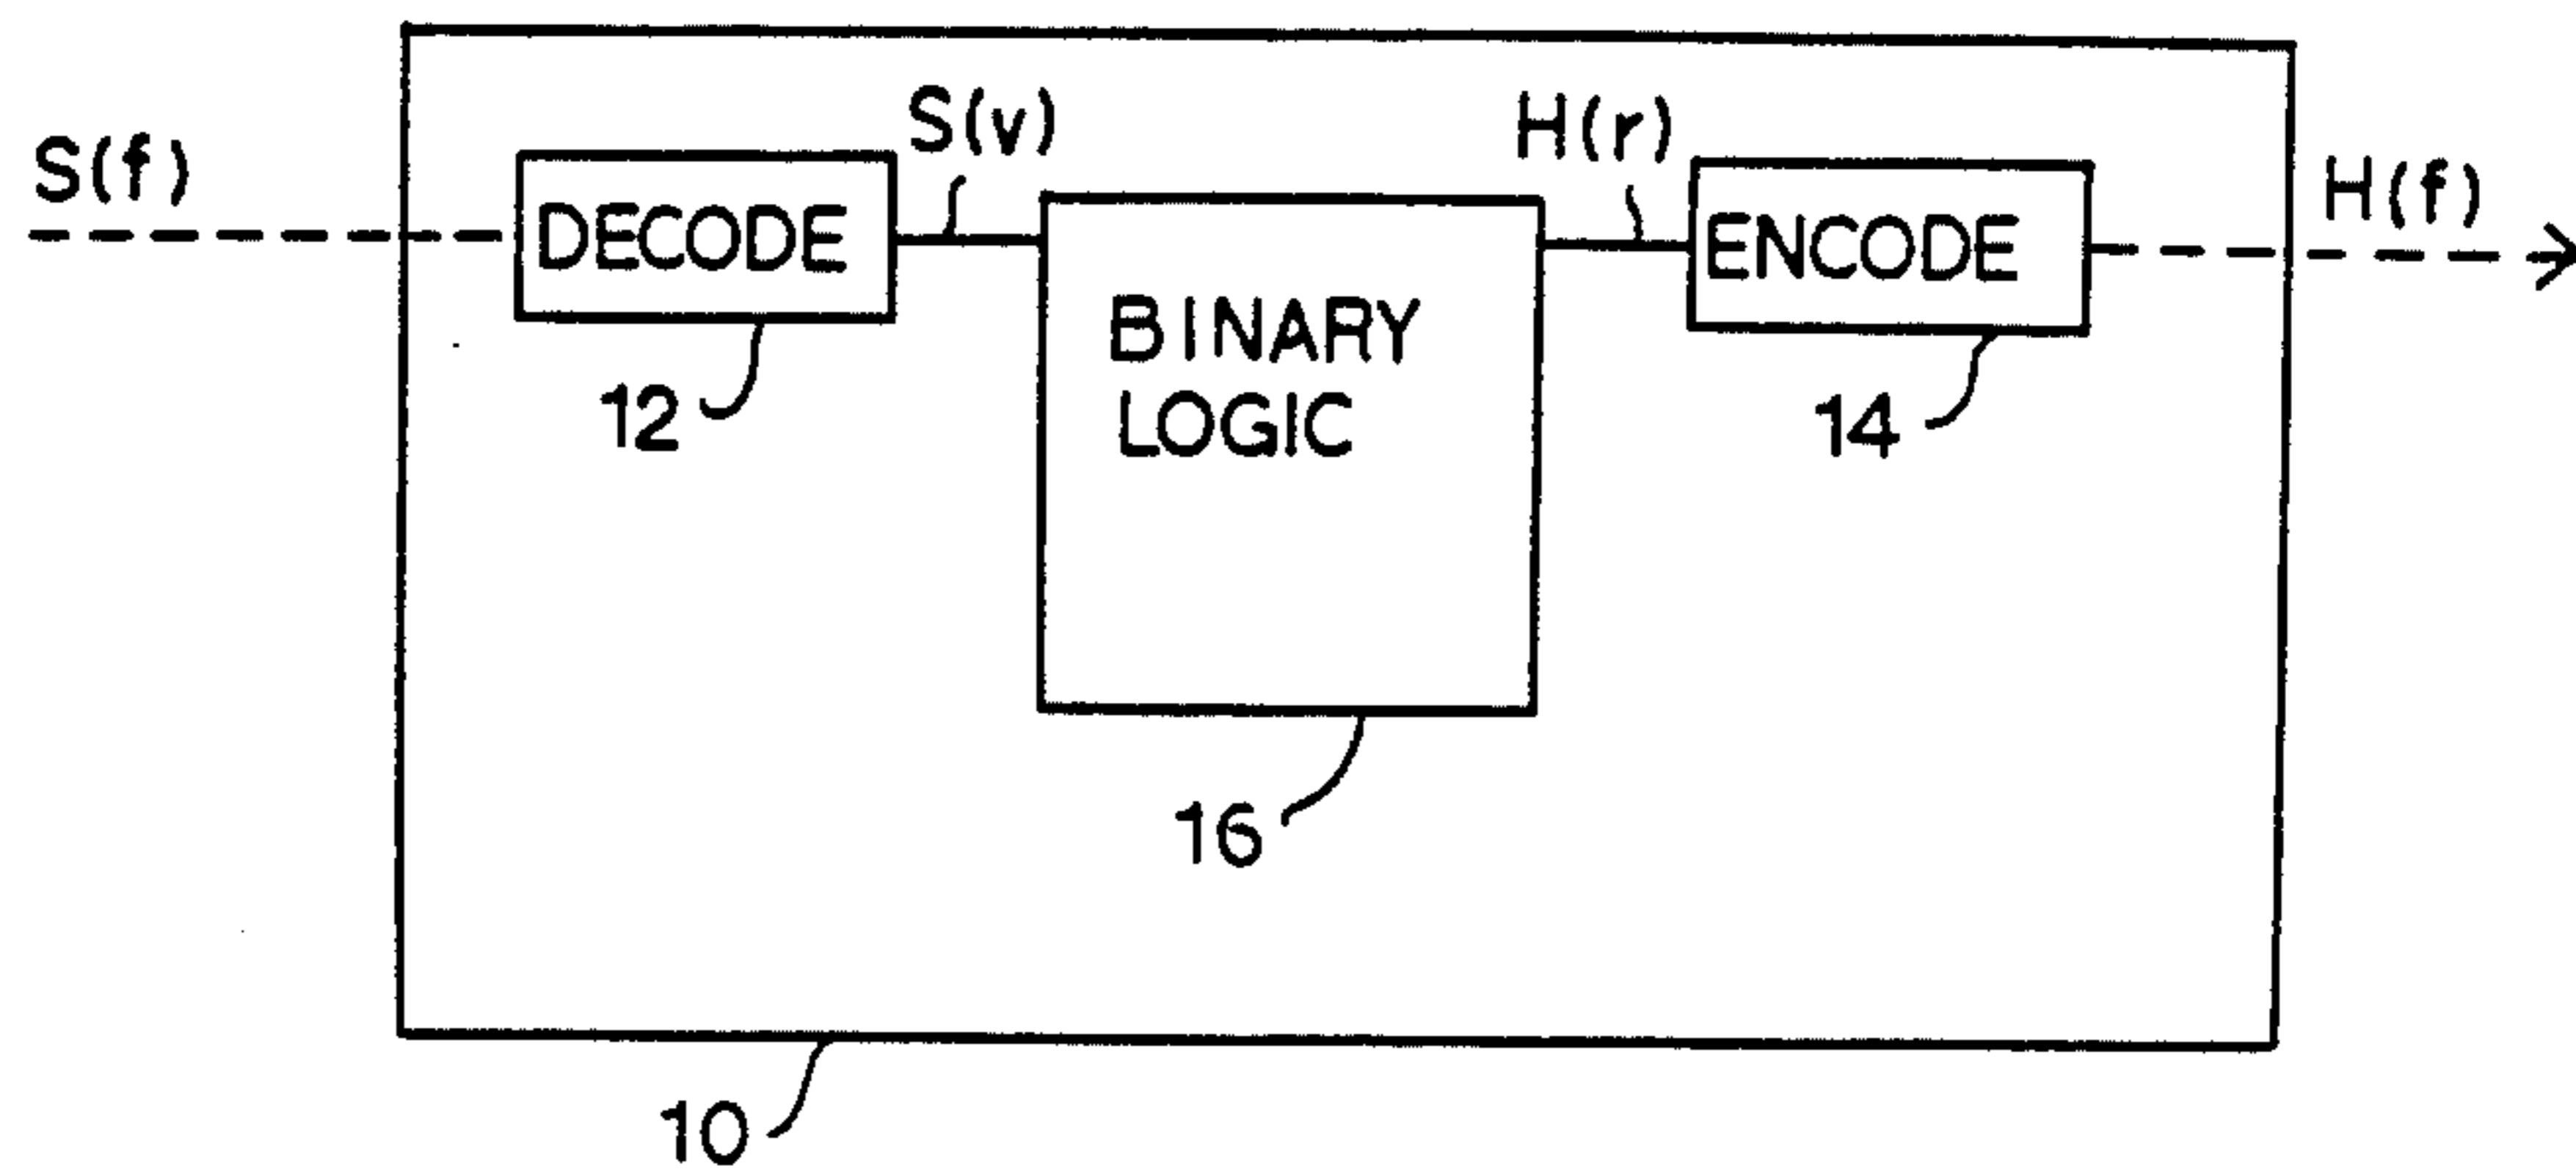 S(f)
DECODE
S(v)
BINARY
LOGIC
H(r)
ENCODE
H(f)
12
14
16
10